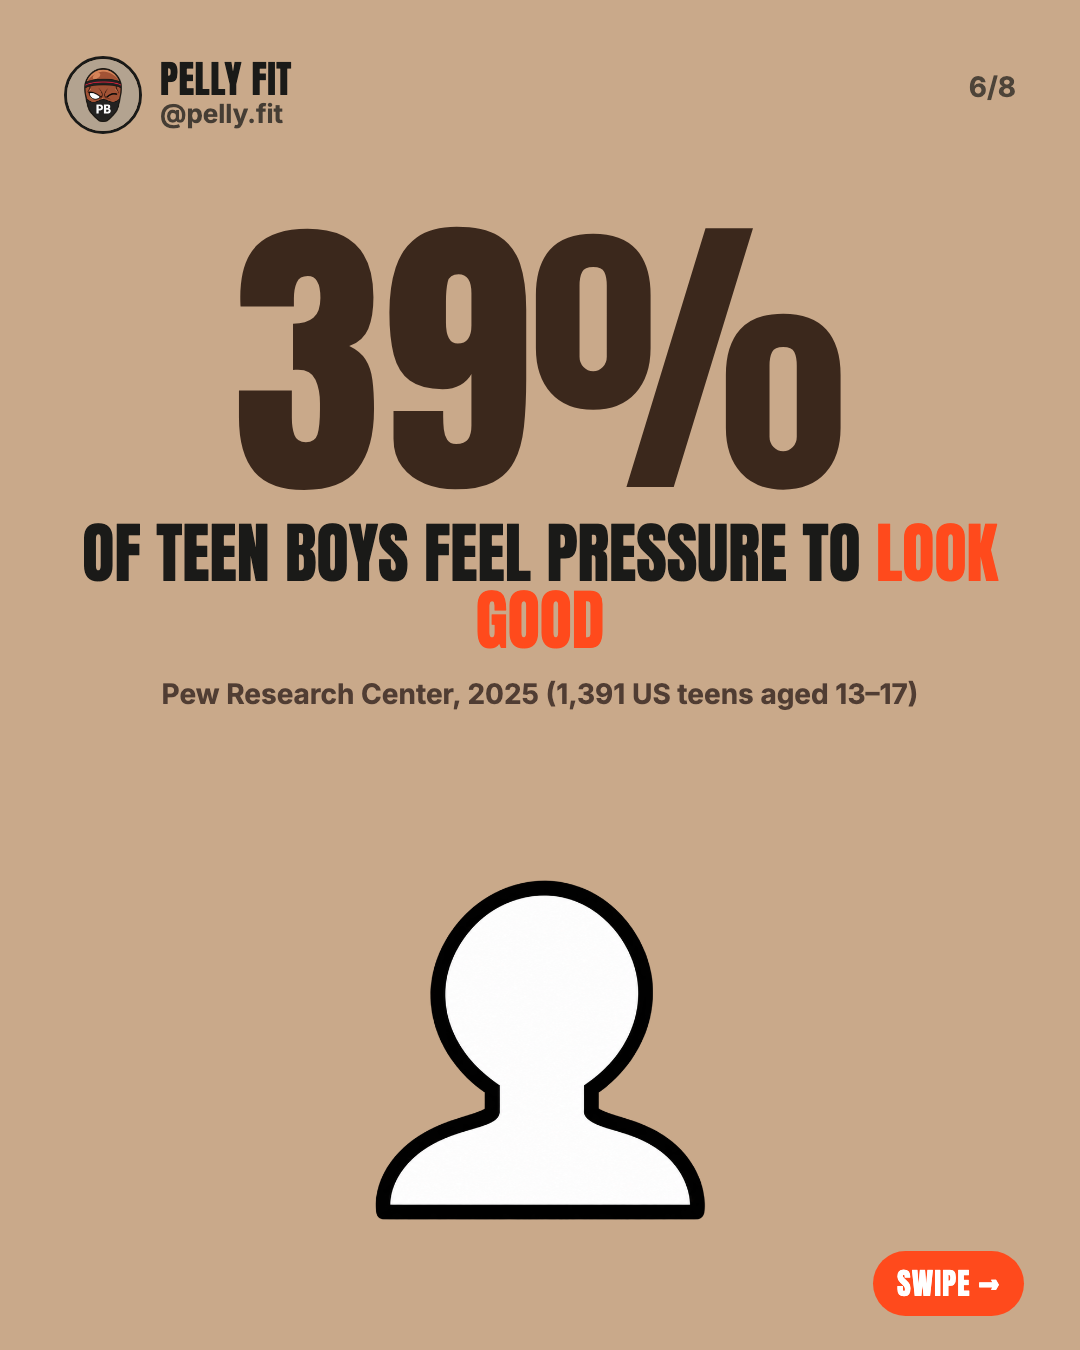 PELLY FIT
@pelly.fit
6/8
PB
39%
OF TEEN BOYS FEEL PRESSURE TO LOOK
GOOD
Pew Research Center, 2025 (1,391 US teens aged 13–17)
SWIPE →